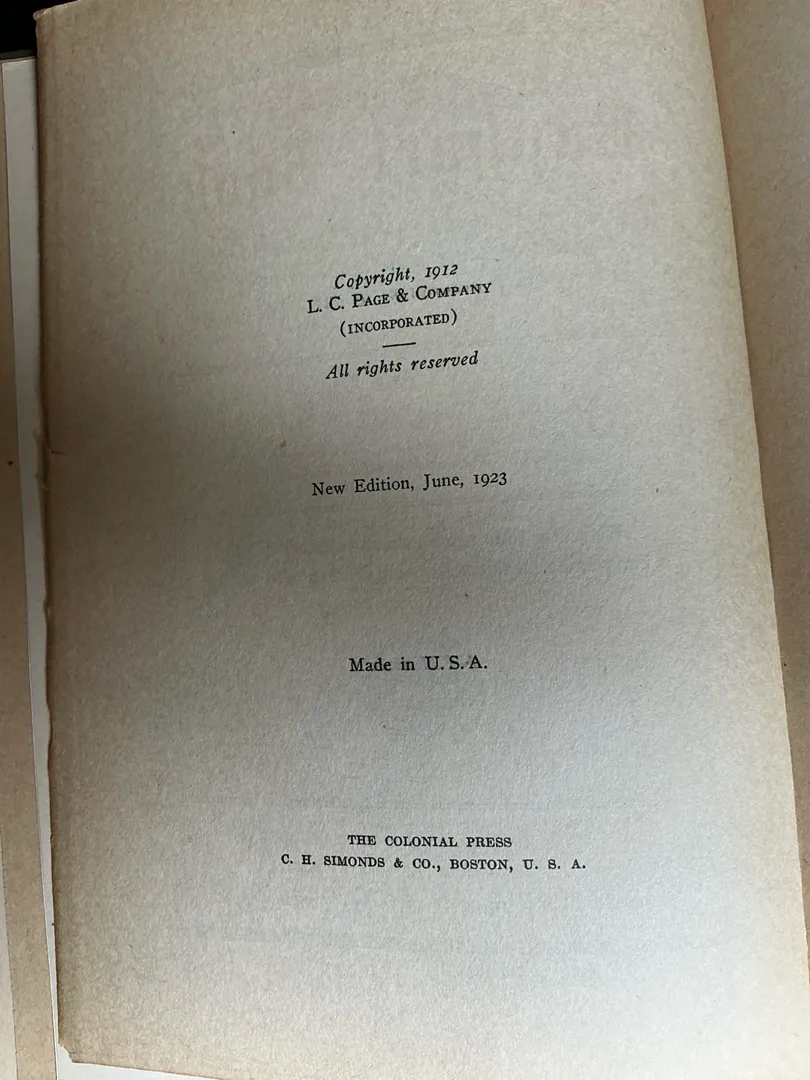 Copyright, 1912
L. C. PAGE & COMPANY
(INCORPORATED)
All rights reserved
New Edition, June, 1923
Made in U. S. A.
THE COLONIAL PRESS
C. H. SIMONDS & CO., BOSTON, U. S. A.